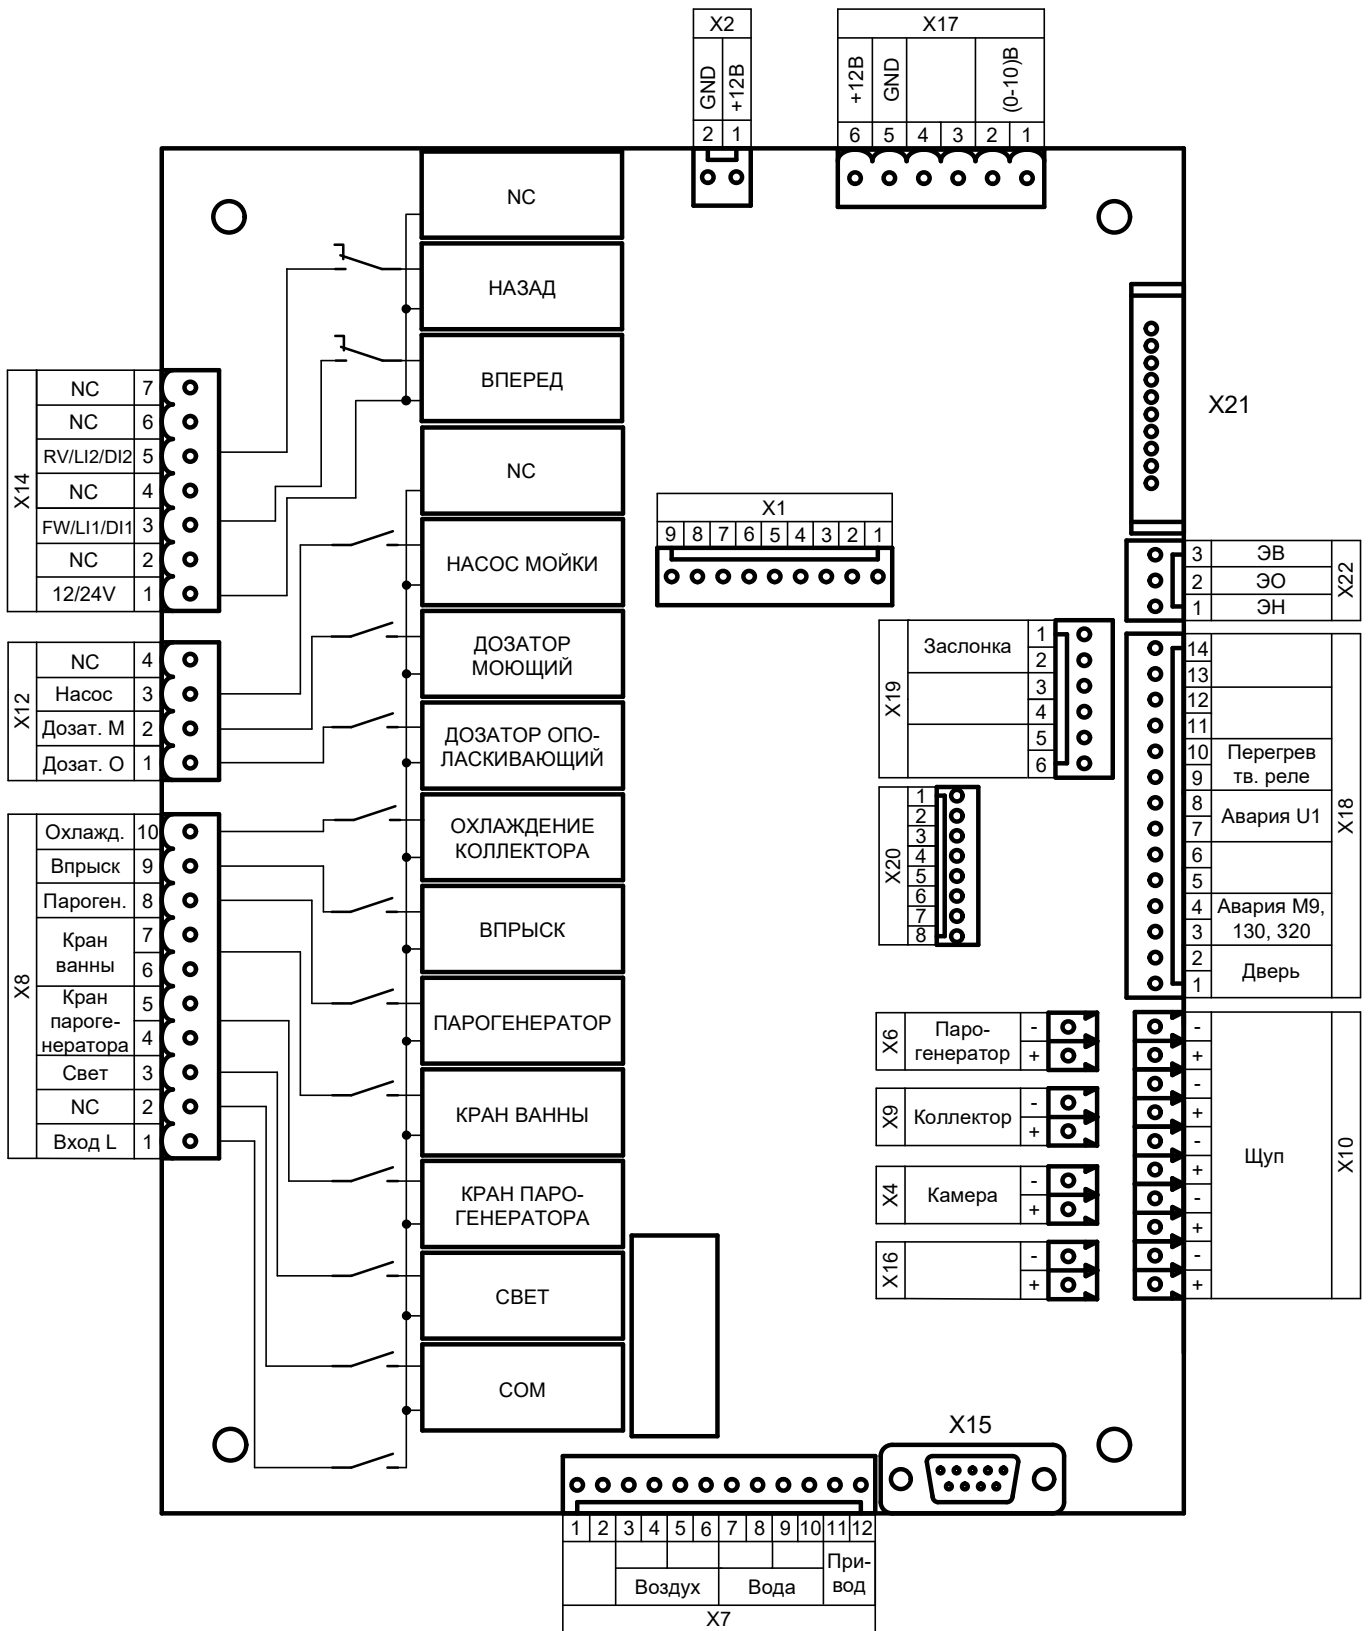 X2
GND
+12В
2 1
X17
+12В
GND
(0-10)В
6 5 4 3 2 1
NC
НАЗАД
ВПЕРЕД
NC
НАСОС МОЙКИ
ДОЗАТОР
МОЮЩИЙ
ДОЗАТОР ОПО-
ЛАСКИВАЮЩИЙ
ОХЛАЖДЕНИЕ
КОЛЛЕКТОРА
ВПРЫСК
ПАРОГЕНЕРАТОР
КРАН ВАННЫ
КРАН ПАРО-
ГЕНЕРАТОРА
СВЕТ
COM
X14
NC 7
NC 6
RV/LI2/DI2 5
NC 4
FW/LI1/DI1 3
NC 2
12/24V 1
X12
NC 4
Насос 3
Дозат. М 2
Дозат. О 1
X8
Охлажд. 10
Впрыск 9
Пароген. 8
Кран 7
ванны 6
Кран 5
пароге-
нератора 4
Свет 3
NC 2
Вход L 1
X1
9 8 7 6 5 4 3 2 1
X21
3 ЭВ
2 ЭО
1 ЭН
X22
X19
Заслонка
1
2
3
4
5
6
X20
1
2
3
4
5
6
7
8
14
13
12
11
10 Перегрев
9 тв. реле
8
7 Авария U1
6
5
4 Авария М9,
3 130, 320
2
1 Дверь
X18
X6
Паро- -
генератор +
X9
Коллектор
-
+
X4
Камера
-
+
X16
-
+
-
+
-
+
-
+
-
+
-
+
Щуп
X10
X15
1 2 3 4 5 6 7 8 9 10 11 12
Воздух
Вода
При-
вод
X7